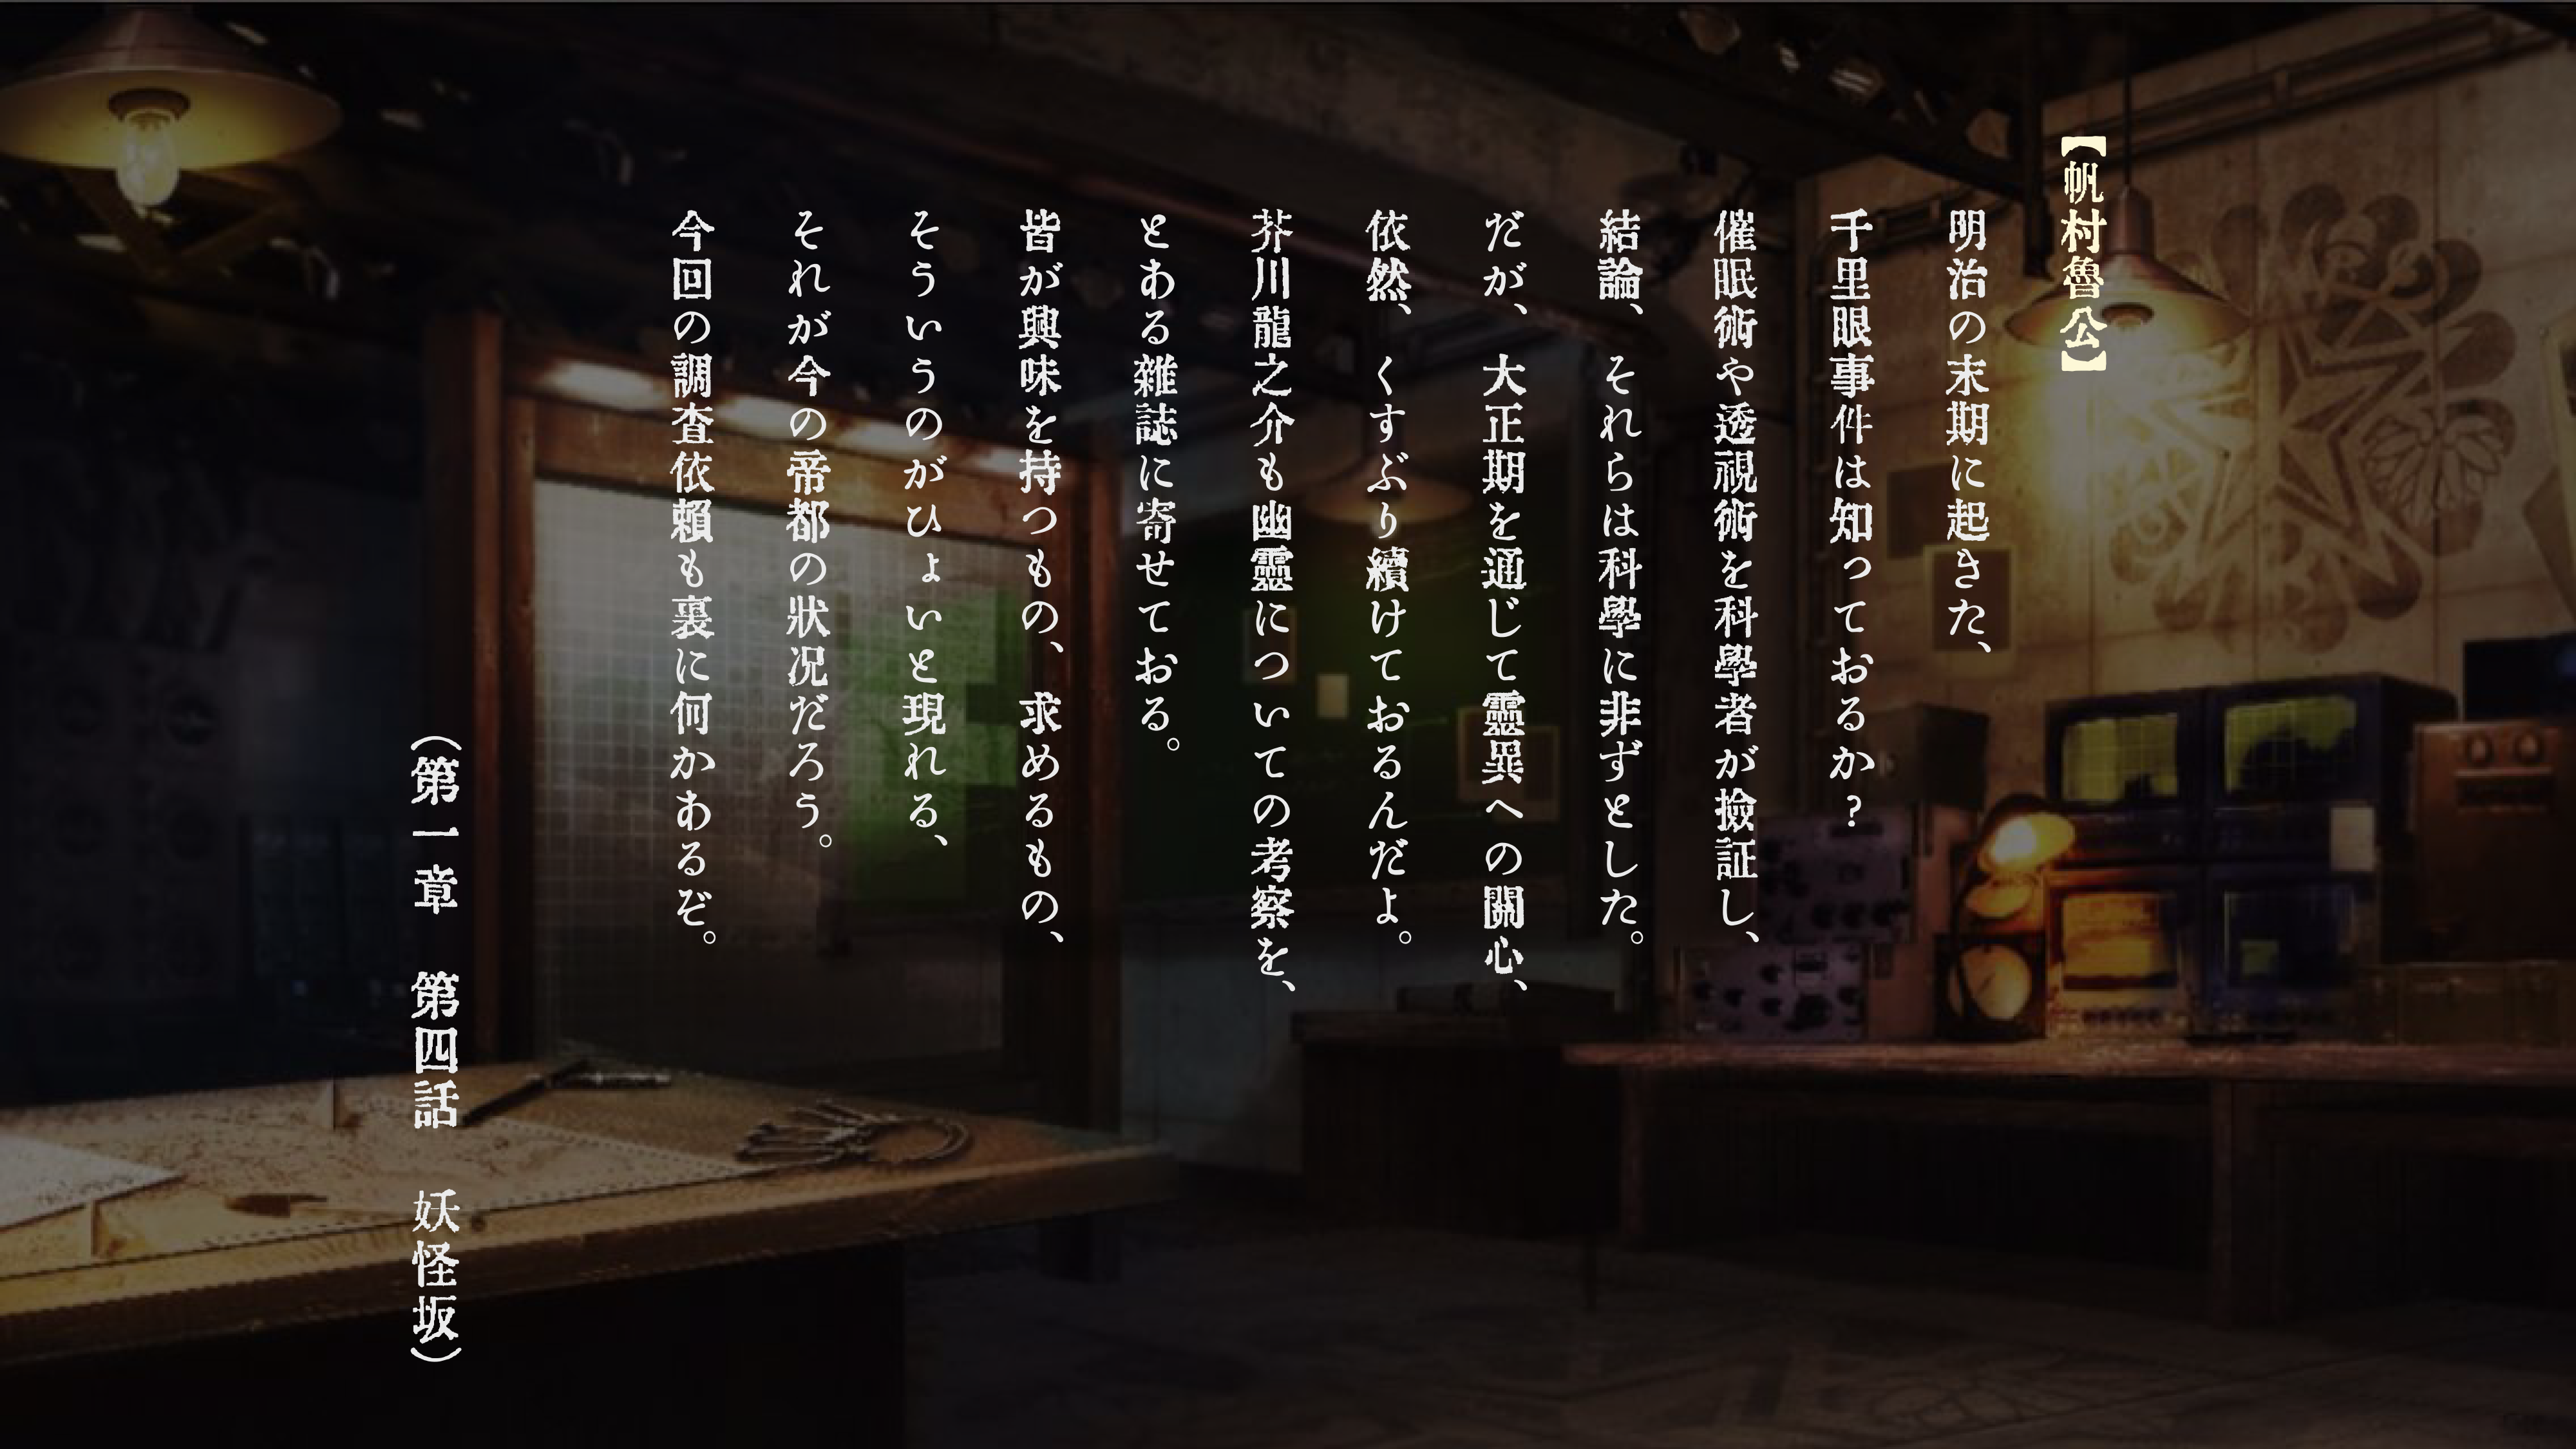 【帆村魯公】
明治の末期に起きた、
千里眼事件は知っておるか？
催眠術や透視術を科學者が撿証し、
結論、それらは科學に非ずとした。
だが、大正期を通じて靈異への關心、
依然、くすぶり續けておるんだよ。
芥川龍之介も幽靈についての考察を、
とある雜誌に寄せておる。
皆が興味を持つもの、求めるもの、
そういうのがひょいと現れる、
それが今の帝都の狀況だろう。
今回の調査依賴も裏に何かあるぞ。
（第一章　第四話　妖怪坂）